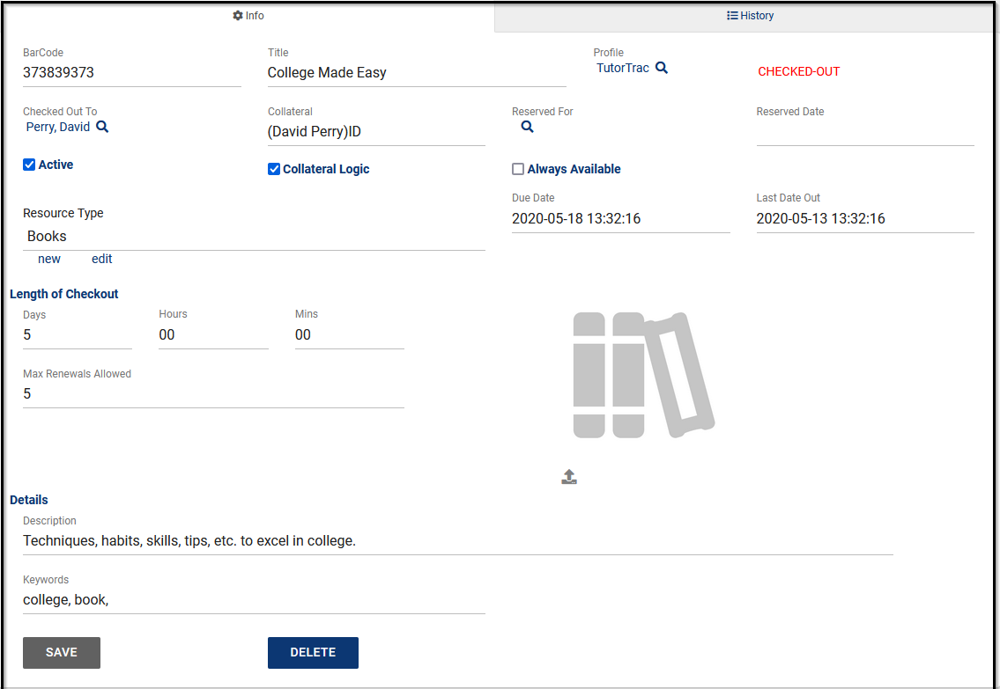 Info
History
BarCode
373839373
Title
College Made Easy
Profile
TutorTrac
CHECKED-OUT
Checked Out To
Perry, David
Collateral
(David Perry)ID
Reserved For
Reserved Date
Active
Collateral Logic
Always Available
Resource Type
Books
new edit
Due Date
2020-05-18 13:32:16
Last Date Out
2020-05-13 13:32:16
Length of Checkout
Days
5
Hours
00
Mins
00
Max Renewals Allowed
5
Details
Description
Techniques, habits, skills, tips, etc. to excel in college.
Keywords
college, book,
SAVE
DELETE